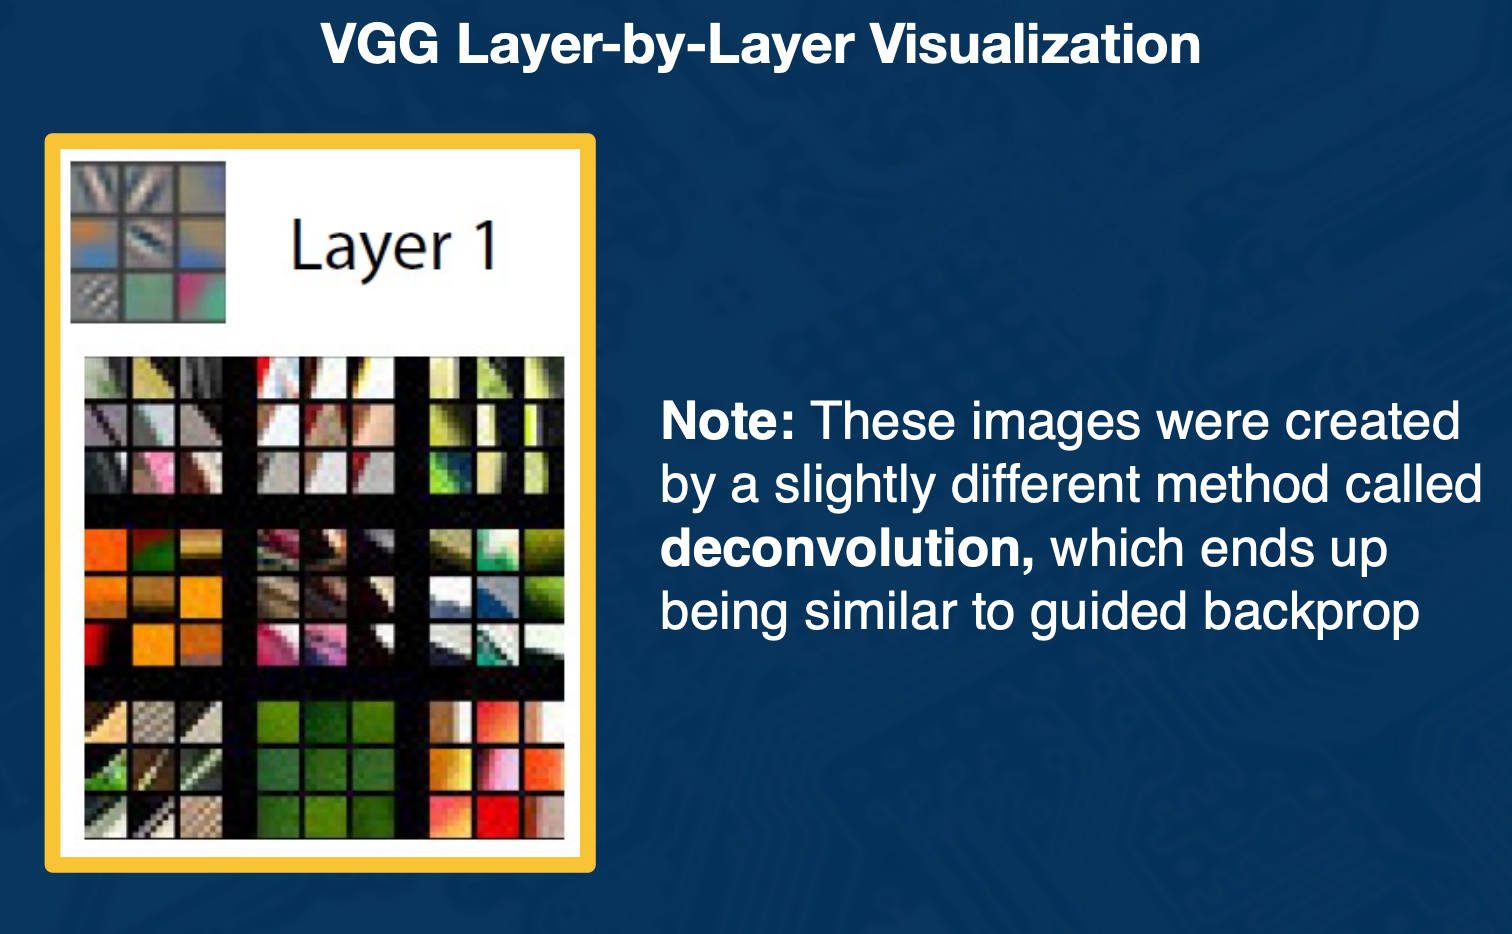 VGG Layer-by-Layer Visualization
Layer 1
Note: These images were created
by a slightly different method called
deconvolution, which ends up
being similar to guided backprop